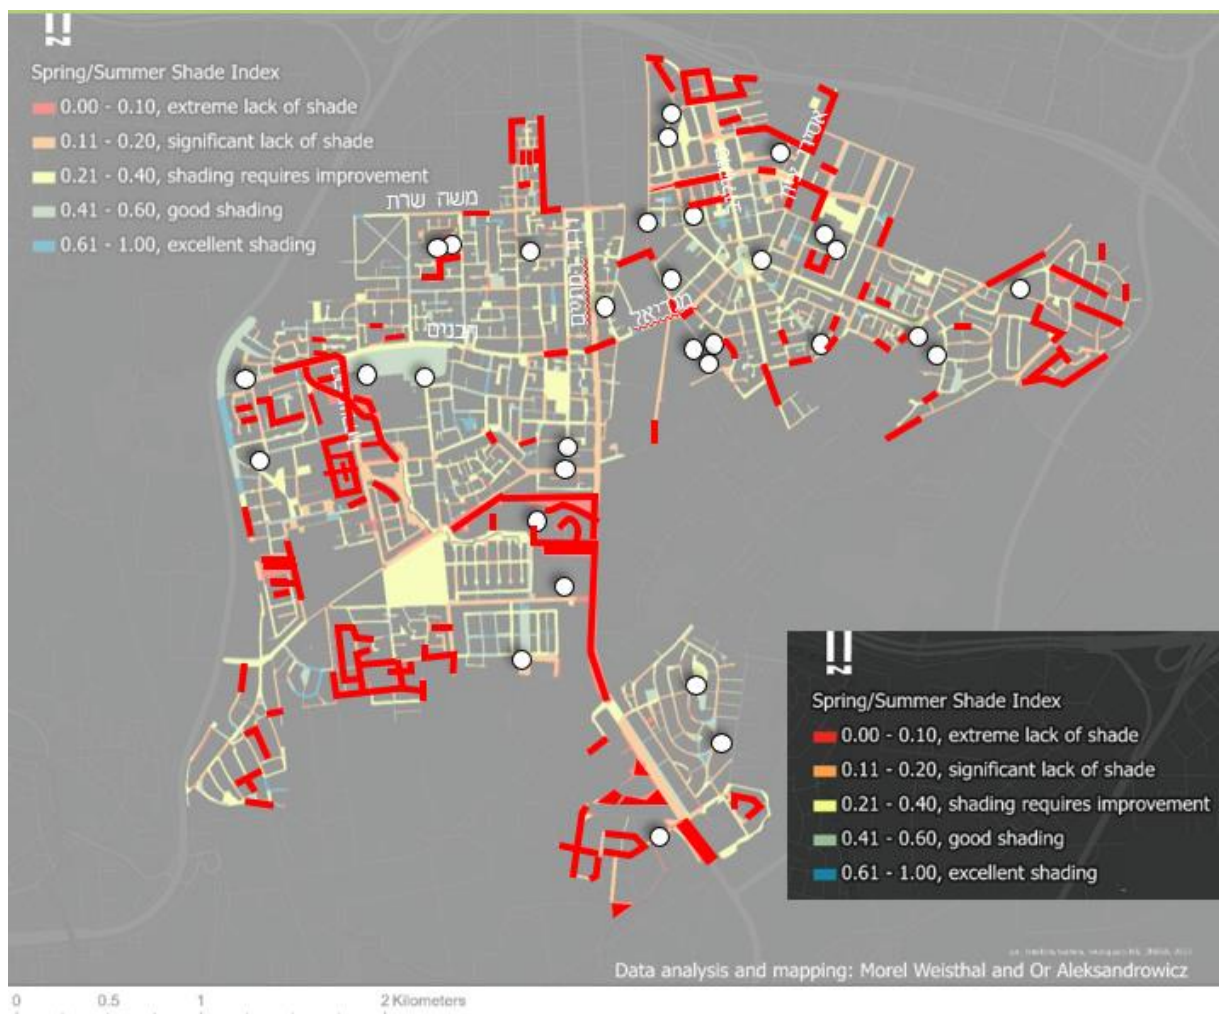 Spring/Summer Shade Index
0.00 - 0.10, extreme lack of shade
0.11 - 0.20, significant lack of shade
0.21 - 0.40, shading requires improvement
0.41 - 0.60, good shading
0.61 - 1.00, excellent shading
משה שרת
הבנים
מגדיאל
Spring/Summer Shade Index
0.00 - 0.10, extreme lack of shade
0.11 - 0.20, significant lack of shade
0.21 - 0.40, shading requires improvement
0.41 - 0.60, good shading
0.61 - 1.00, excellent shading
Data analysis and mapping: Morel Weisthal and Or Aleksandrowicz
0 0.5 1 2 Kilometers